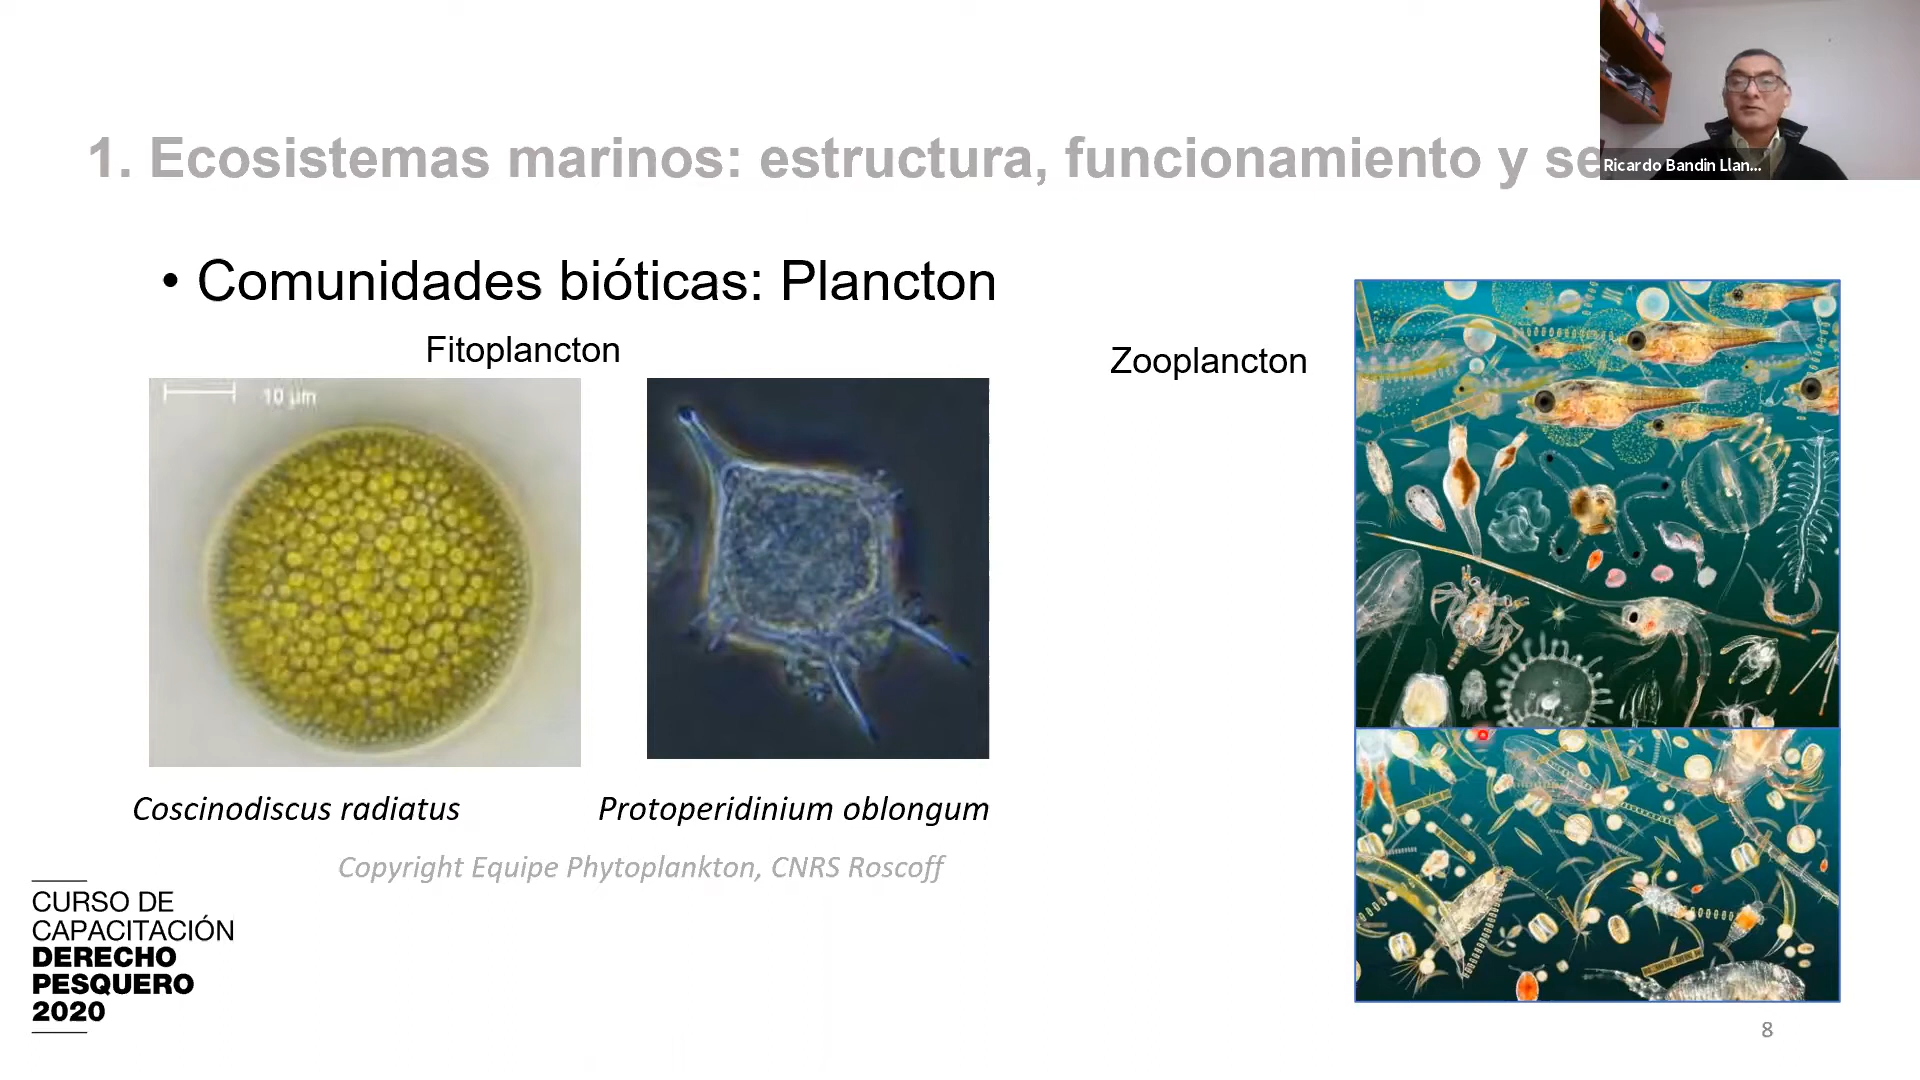 1. Ecosistemas marinos: estructura, funcionamiento y se
Ricardo Bandin Llan...
• Comunidades bióticas: Plancton
Fitoplancton
Zooplancton
10 µm
Coscinodiscus radiatus
Protoperidinium oblongum
Copyright Equipe Phytoplankton, CNRS Roscoff
CURSO DE
CAPACITACIÓN
DERECHO
PESQUERO
2020
8